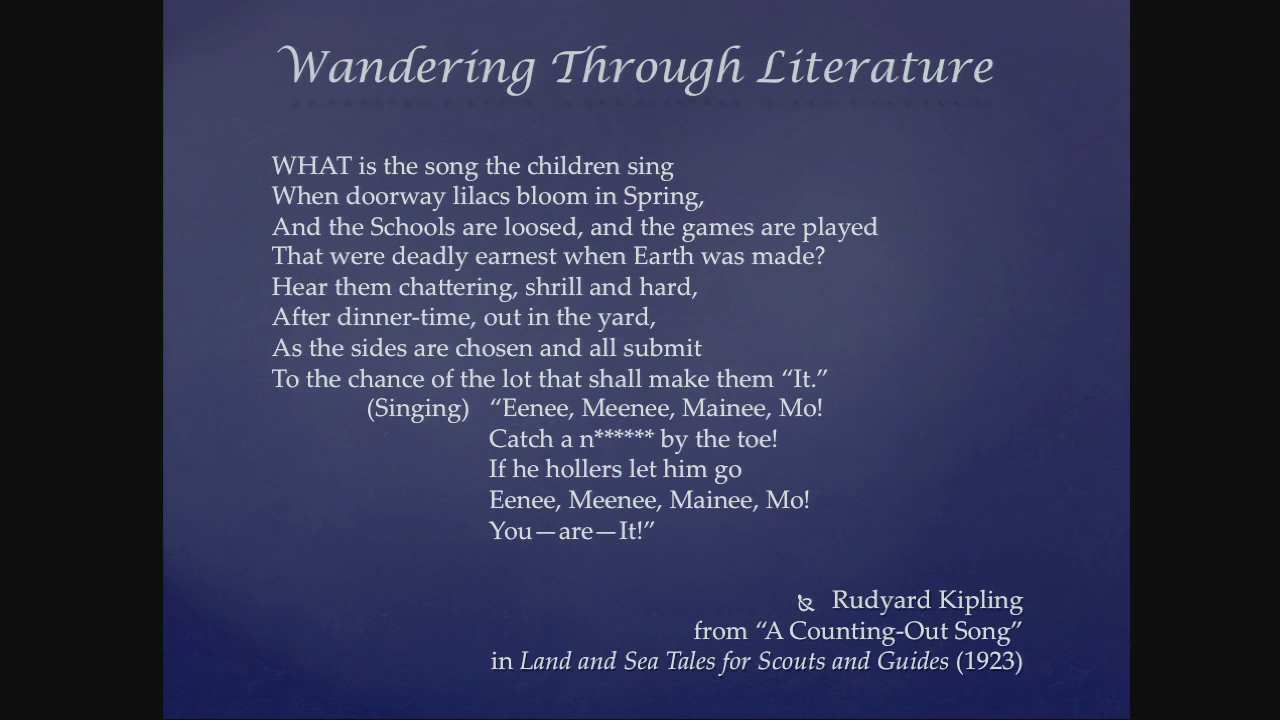 Wandering Through Literature
WHAT is the song the children sing
When doorway lilacs bloom in Spring,
And the Schools are loosed, and the games are played
That were deadly earnest when Earth was made?
Hear them chattering, shrill and hard,
After dinner-time, out in the yard,
As the sides are chosen and all submit
To the chance of the lot that shall make them “It.”
(Singing) “Eenee, Meenee, Mainee, Mo!
Catch a n****** by the toe!
If he hollers let him go
Eenee, Meenee, Mainee, Mo!
You—are—It!”
Rudyard Kipling
from “A Counting-Out Song”
in Land and Sea Tales for Scouts and Guides (1923)